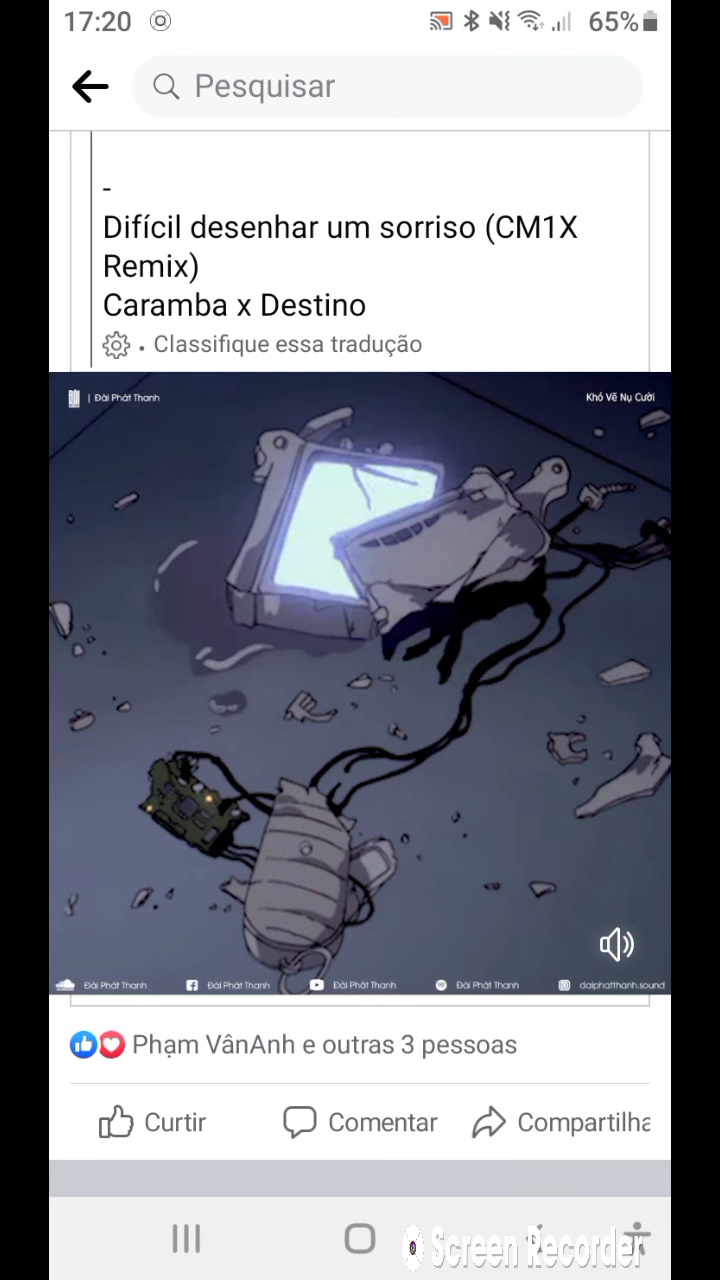 17:20
65%
Pesquisar
-
Difícil desenhar um sorriso (CM1X
Remix)
Caramba x Destino
• Classifique essa tradução
| Đài Phát Thanh
Khó Vẽ Nụ Cười
Đài Phát Thanh
Đài Phát Thanh
Đài Phát Thanh
Đài Phát Thanh
daiphatthanh.sound
Phạm VânAnh e outras 3 pessoas
Curtir
Comentar
Compartilha
Screen Recorder